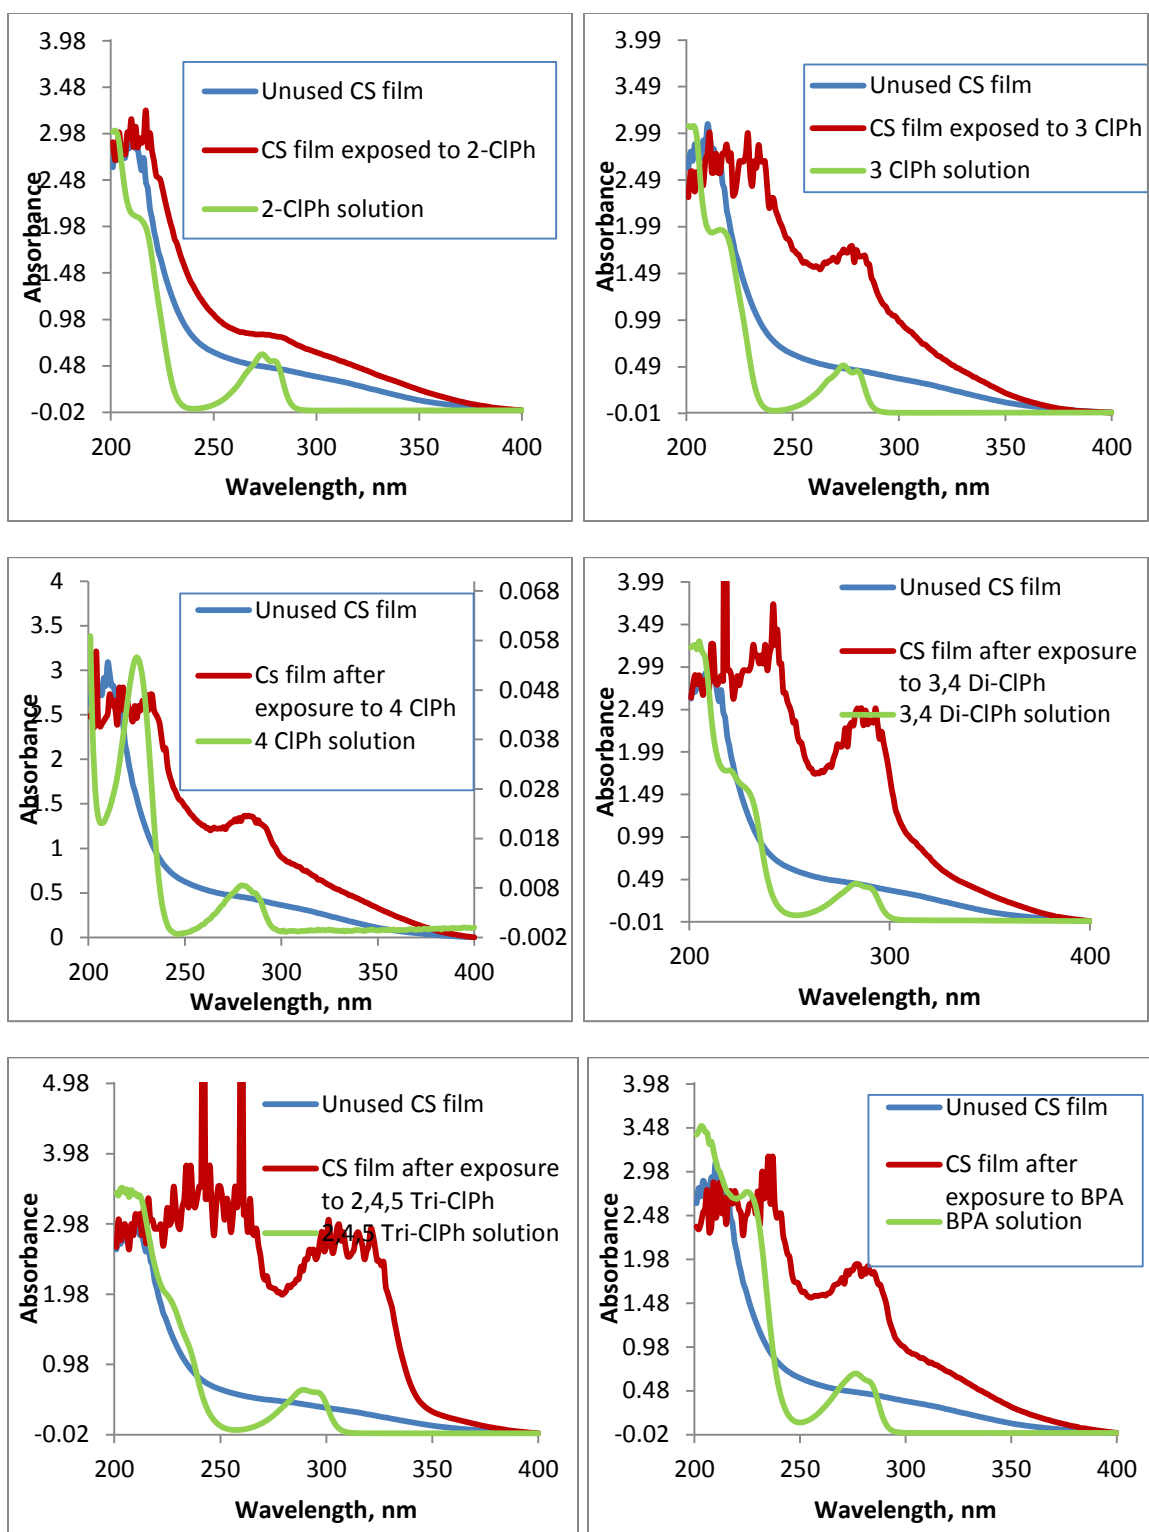 3.98
3.48
2.98
2.48
1.98
1.48
0.98
0.48
-0.02
Absorbance
Unused CS film
CS film exposed to 2-ClPh
2-ClPh solution
200 250 300 350 400
Wavelength, nm
3.99
3.49
2.99
2.49
1.99
1.49
0.99
0.49
-0.01
Absorbance
Unused CS film
CS film exposed to 3 ClPh
3 ClPh solution
200 250 300 350 400
Wavelength, nm
4
3.5
3
2.5
2
1.5
1
0.5
0
Absorbance
Unused CS film
Cs film after
exposure to 4 ClPh
4 ClPh solution
0.068
0.058
0.048
0.038
0.028
0.018
0.008
-0.002
200 250 300 350 400
Wavelength, nm
3.99
3.49
2.99
2.49
1.99
1.49
0.99
0.49
-0.01
Absorbance
Unused CS film
CS film after exposure
to 3,4 Di-ClPh
3,4 Di-ClPh solution
200 300 400
Wavelength, nm
4.98
3.98
2.98
1.98
0.98
-0.02
Absorbance
Unused CS film
CS film after exposure
to 2,4,5 Tri-ClPh
2,4,5 Tri-ClPh solution
200 250 300 350 400
Wavelength, nm
3.98
3.48
2.98
2.48
1.98
1.48
0.98
0.48
-0.02
Absorbance
Unused CS film
CS film after
exposure to BPA
BPA solution
200 250 300 350 400
Wavelength, nm